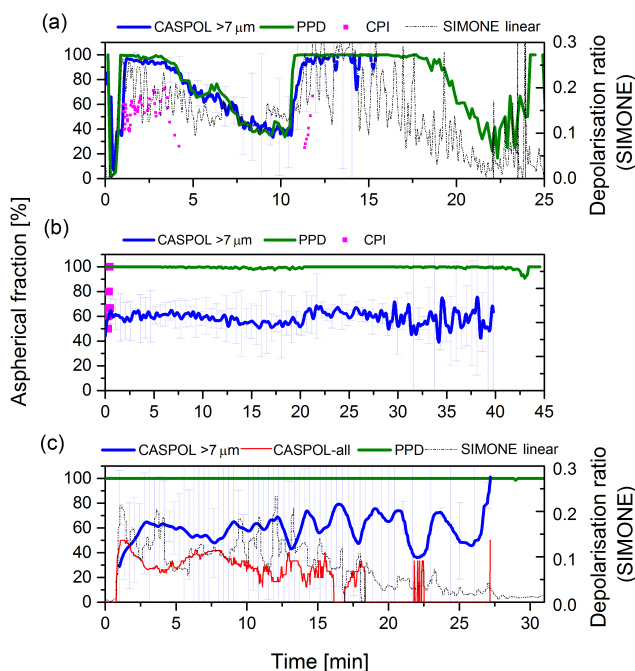 (a)
CASPOL >7 μm PPD CPI SIMONE linear
100
80
60
40
20
0
0.3
0.2
0.1
0.0
0 5 10 15 20 25
Depolarisation ratio
(SIMONE)
(b)
CASPOL >7 μm PPD CPI
100
80
60
40
20
0
0 5 10 15 20 25 30 35 40 45
Aspherical fraction [%]
(c)
CASPOL >7 μm CASPOL-all PPD SIMONE linear
100
80
60
40
20
0
0.3
0.2
0.1
0.0
0 5 10 15 20 25 30
Depolarisation ratio
(SIMONE)
Time [min]